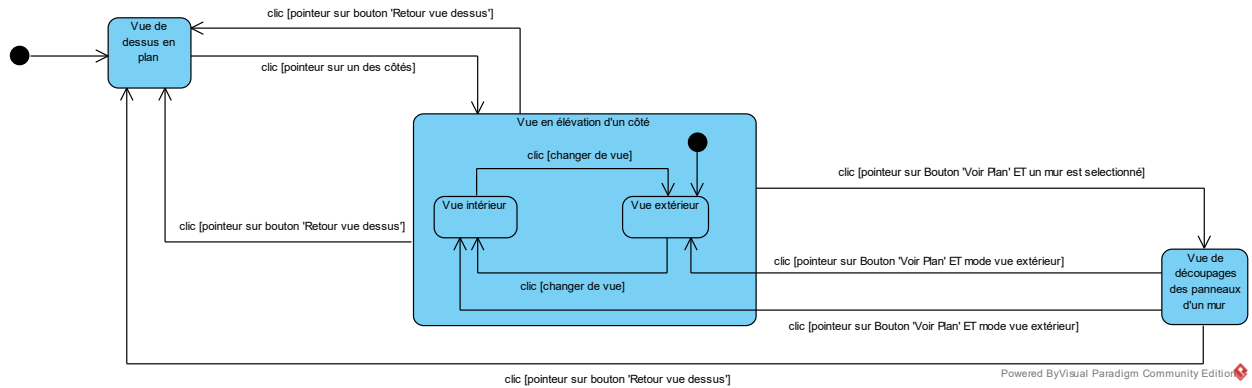 clic [pointeur sur bouton 'Retour vue dessus']
Vue de
dessus en
plan
clic [pointeur sur un des côtés]
Vue en élévation d'un côté
clic [changer de vue]
clic [pointeur sur Bouton 'Voir Plan' ET un mur est selectionné]
Vue intérieur
Vue extérieur
clic [pointeur sur bouton 'Retour vue dessus']
clic [pointeur sur Bouton 'Voir Plan' ET mode vue extérieur]
Vue de
découpages
des panneaux
d'un mur
clic [changer de vue]
clic [pointeur sur Bouton 'Voir Plan' ET mode vue extérieur]
clic [pointeur sur bouton 'Retour vue dessus']
Powered ByVisual Paradigm Community Edition